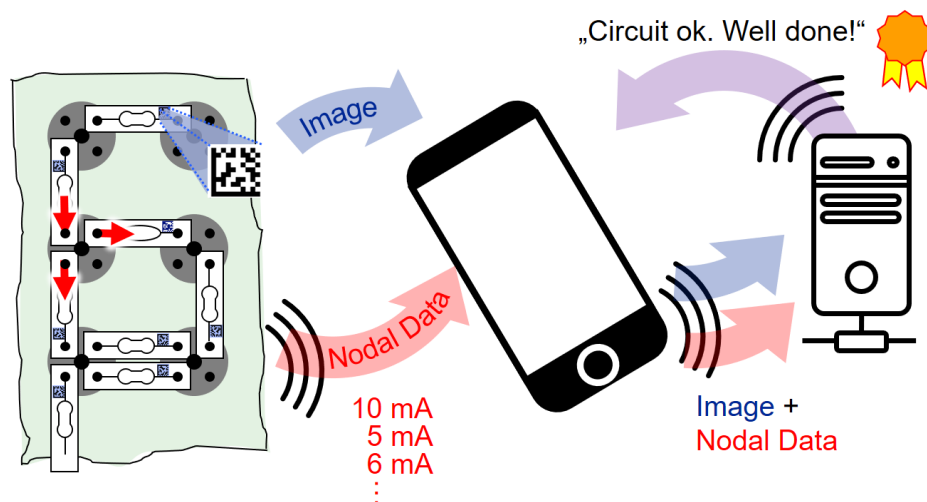 „Circuit ok. Well done!“
Image
Nodal Data
10 mA
5 mA
6 mA
⋮
Image +
Nodal Data